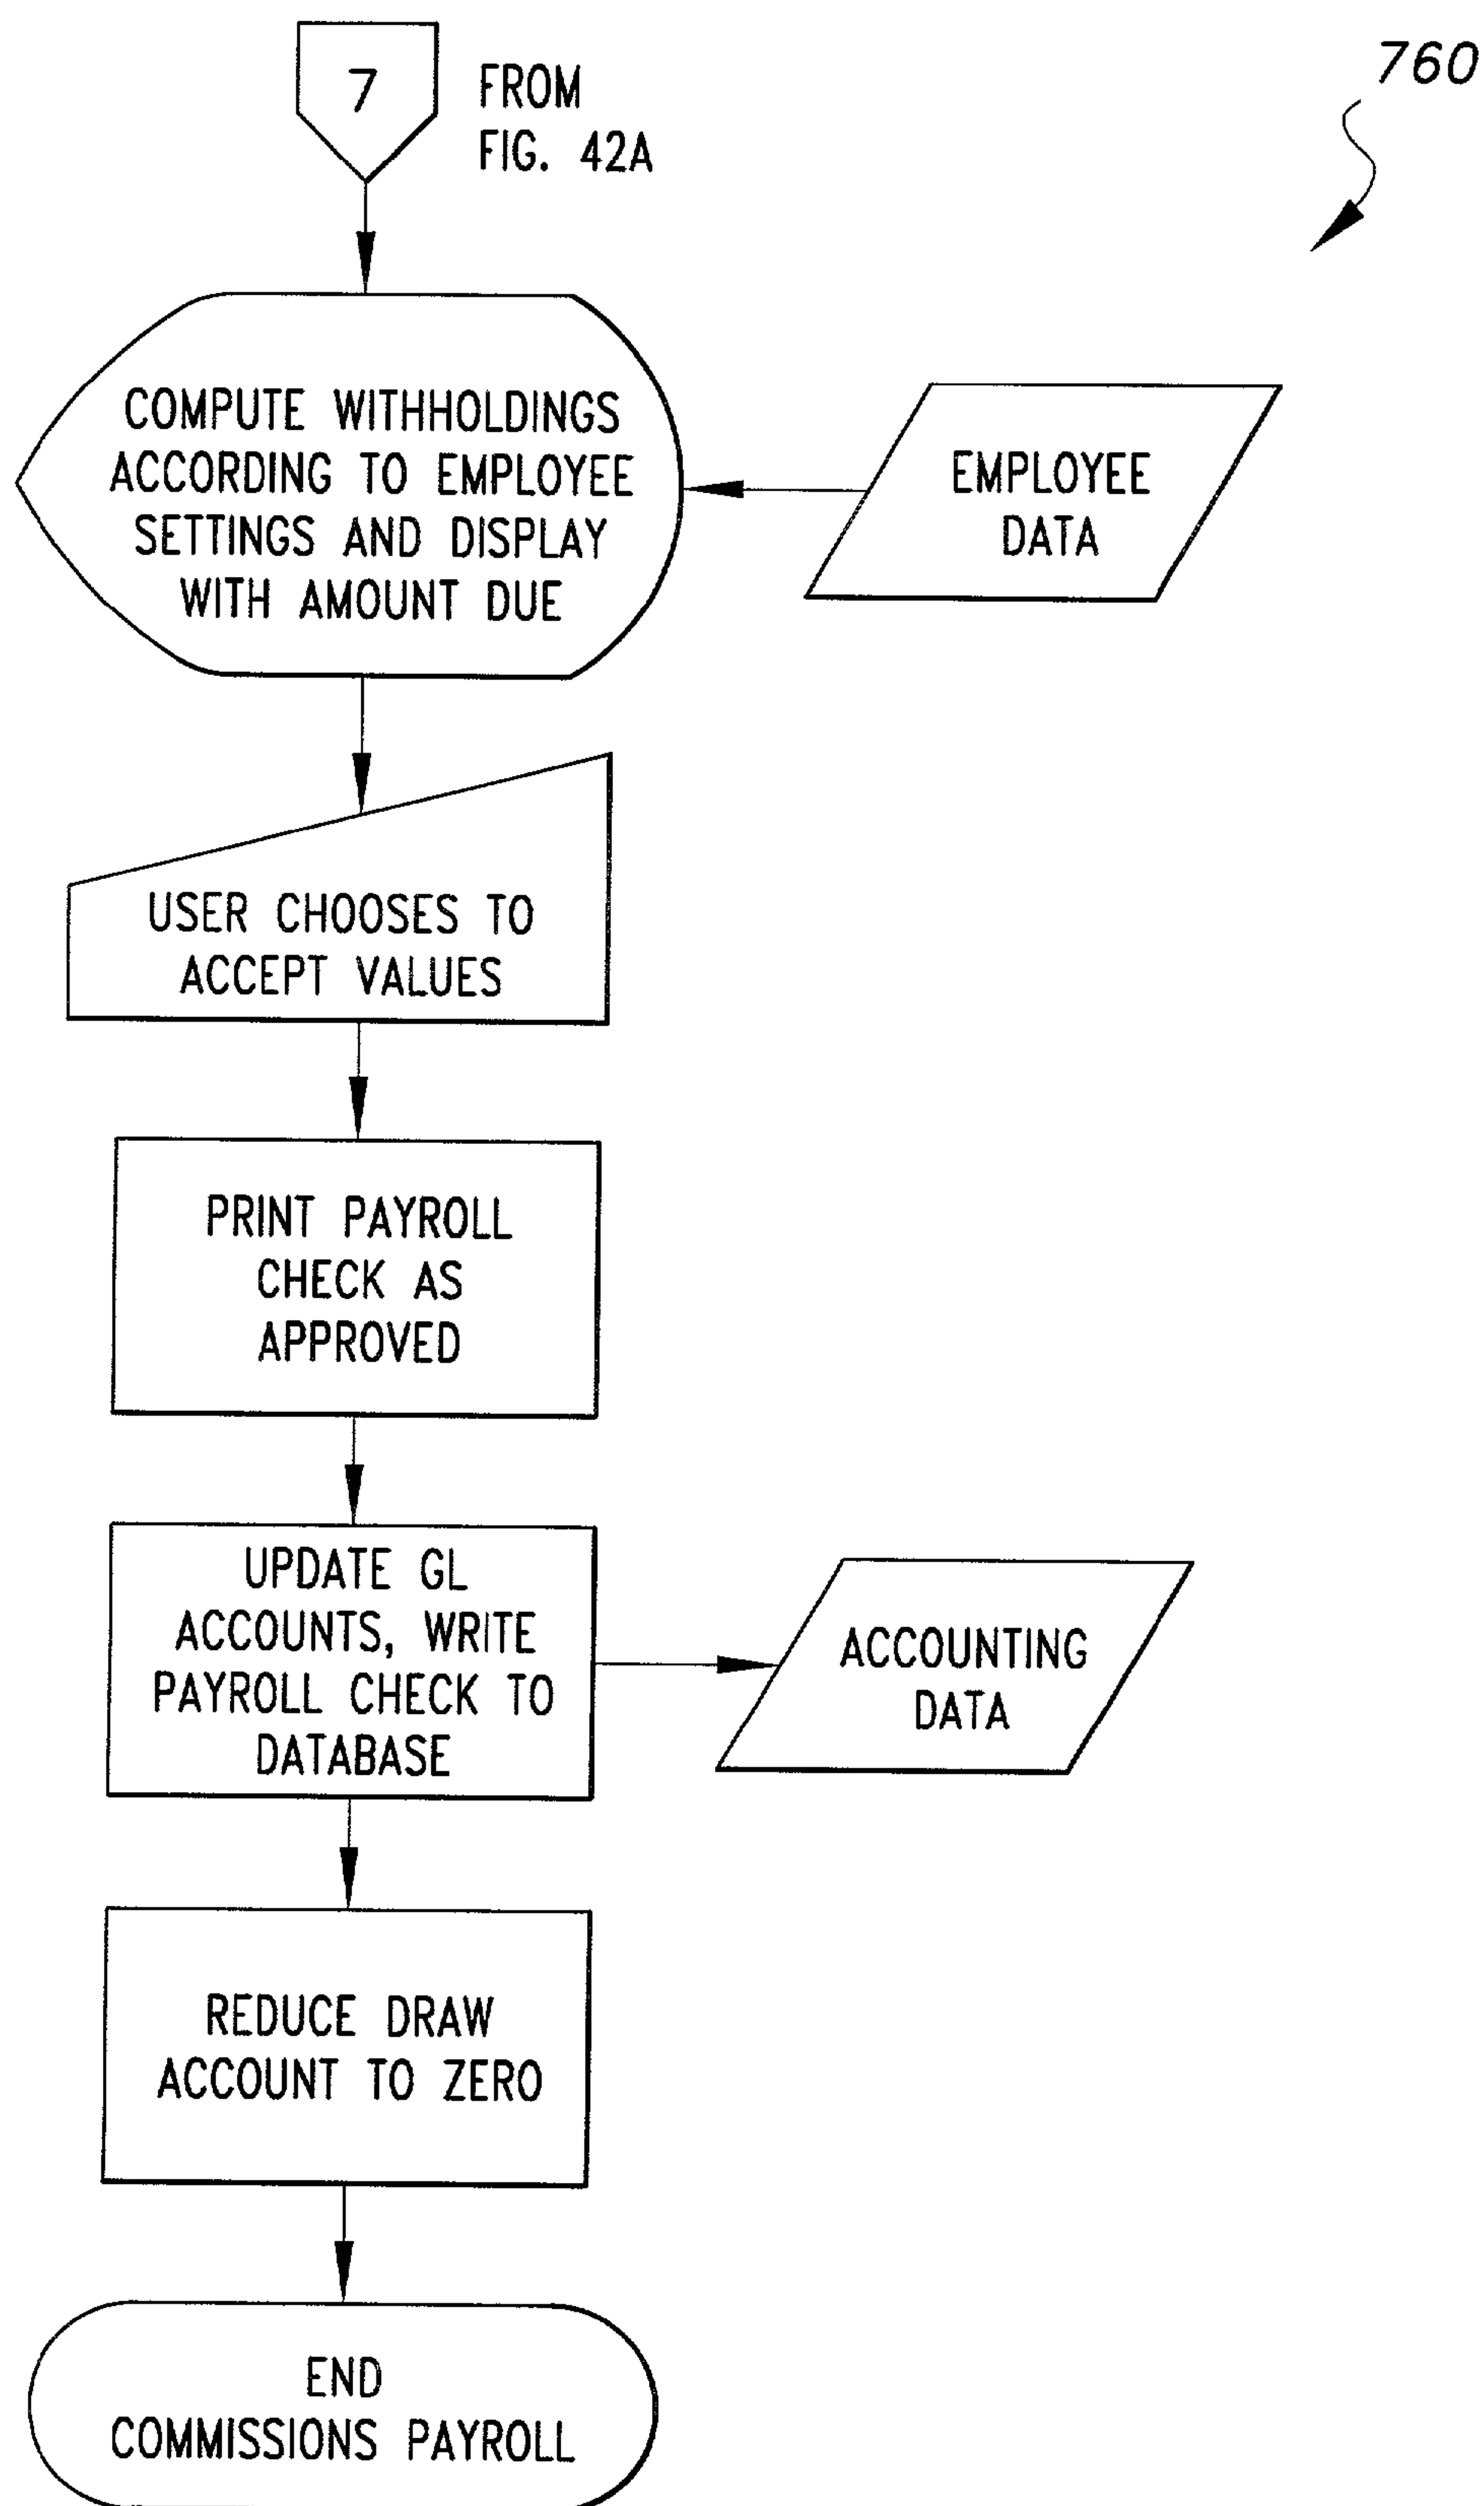 7
FROM
FIG. 42A
760
COMPUTE WITHHOLDINGS
ACCORDING TO EMPLOYEE
SETTINGS AND DISPLAY
WITH AMOUNT DUE
EMPLOYEE
DATA
USER CHOOSES TO
ACCEPT VALUES
PRINT PAYROLL
CHECK AS
APPROVED
UPDATE GL
ACCOUNTS, WRITE
PAYROLL CHECK TO
DATABASE
ACCOUNTING
DATA
REDUCE DRAW
ACCOUNT TO ZERO
END
COMMISSIONS PAYROLL